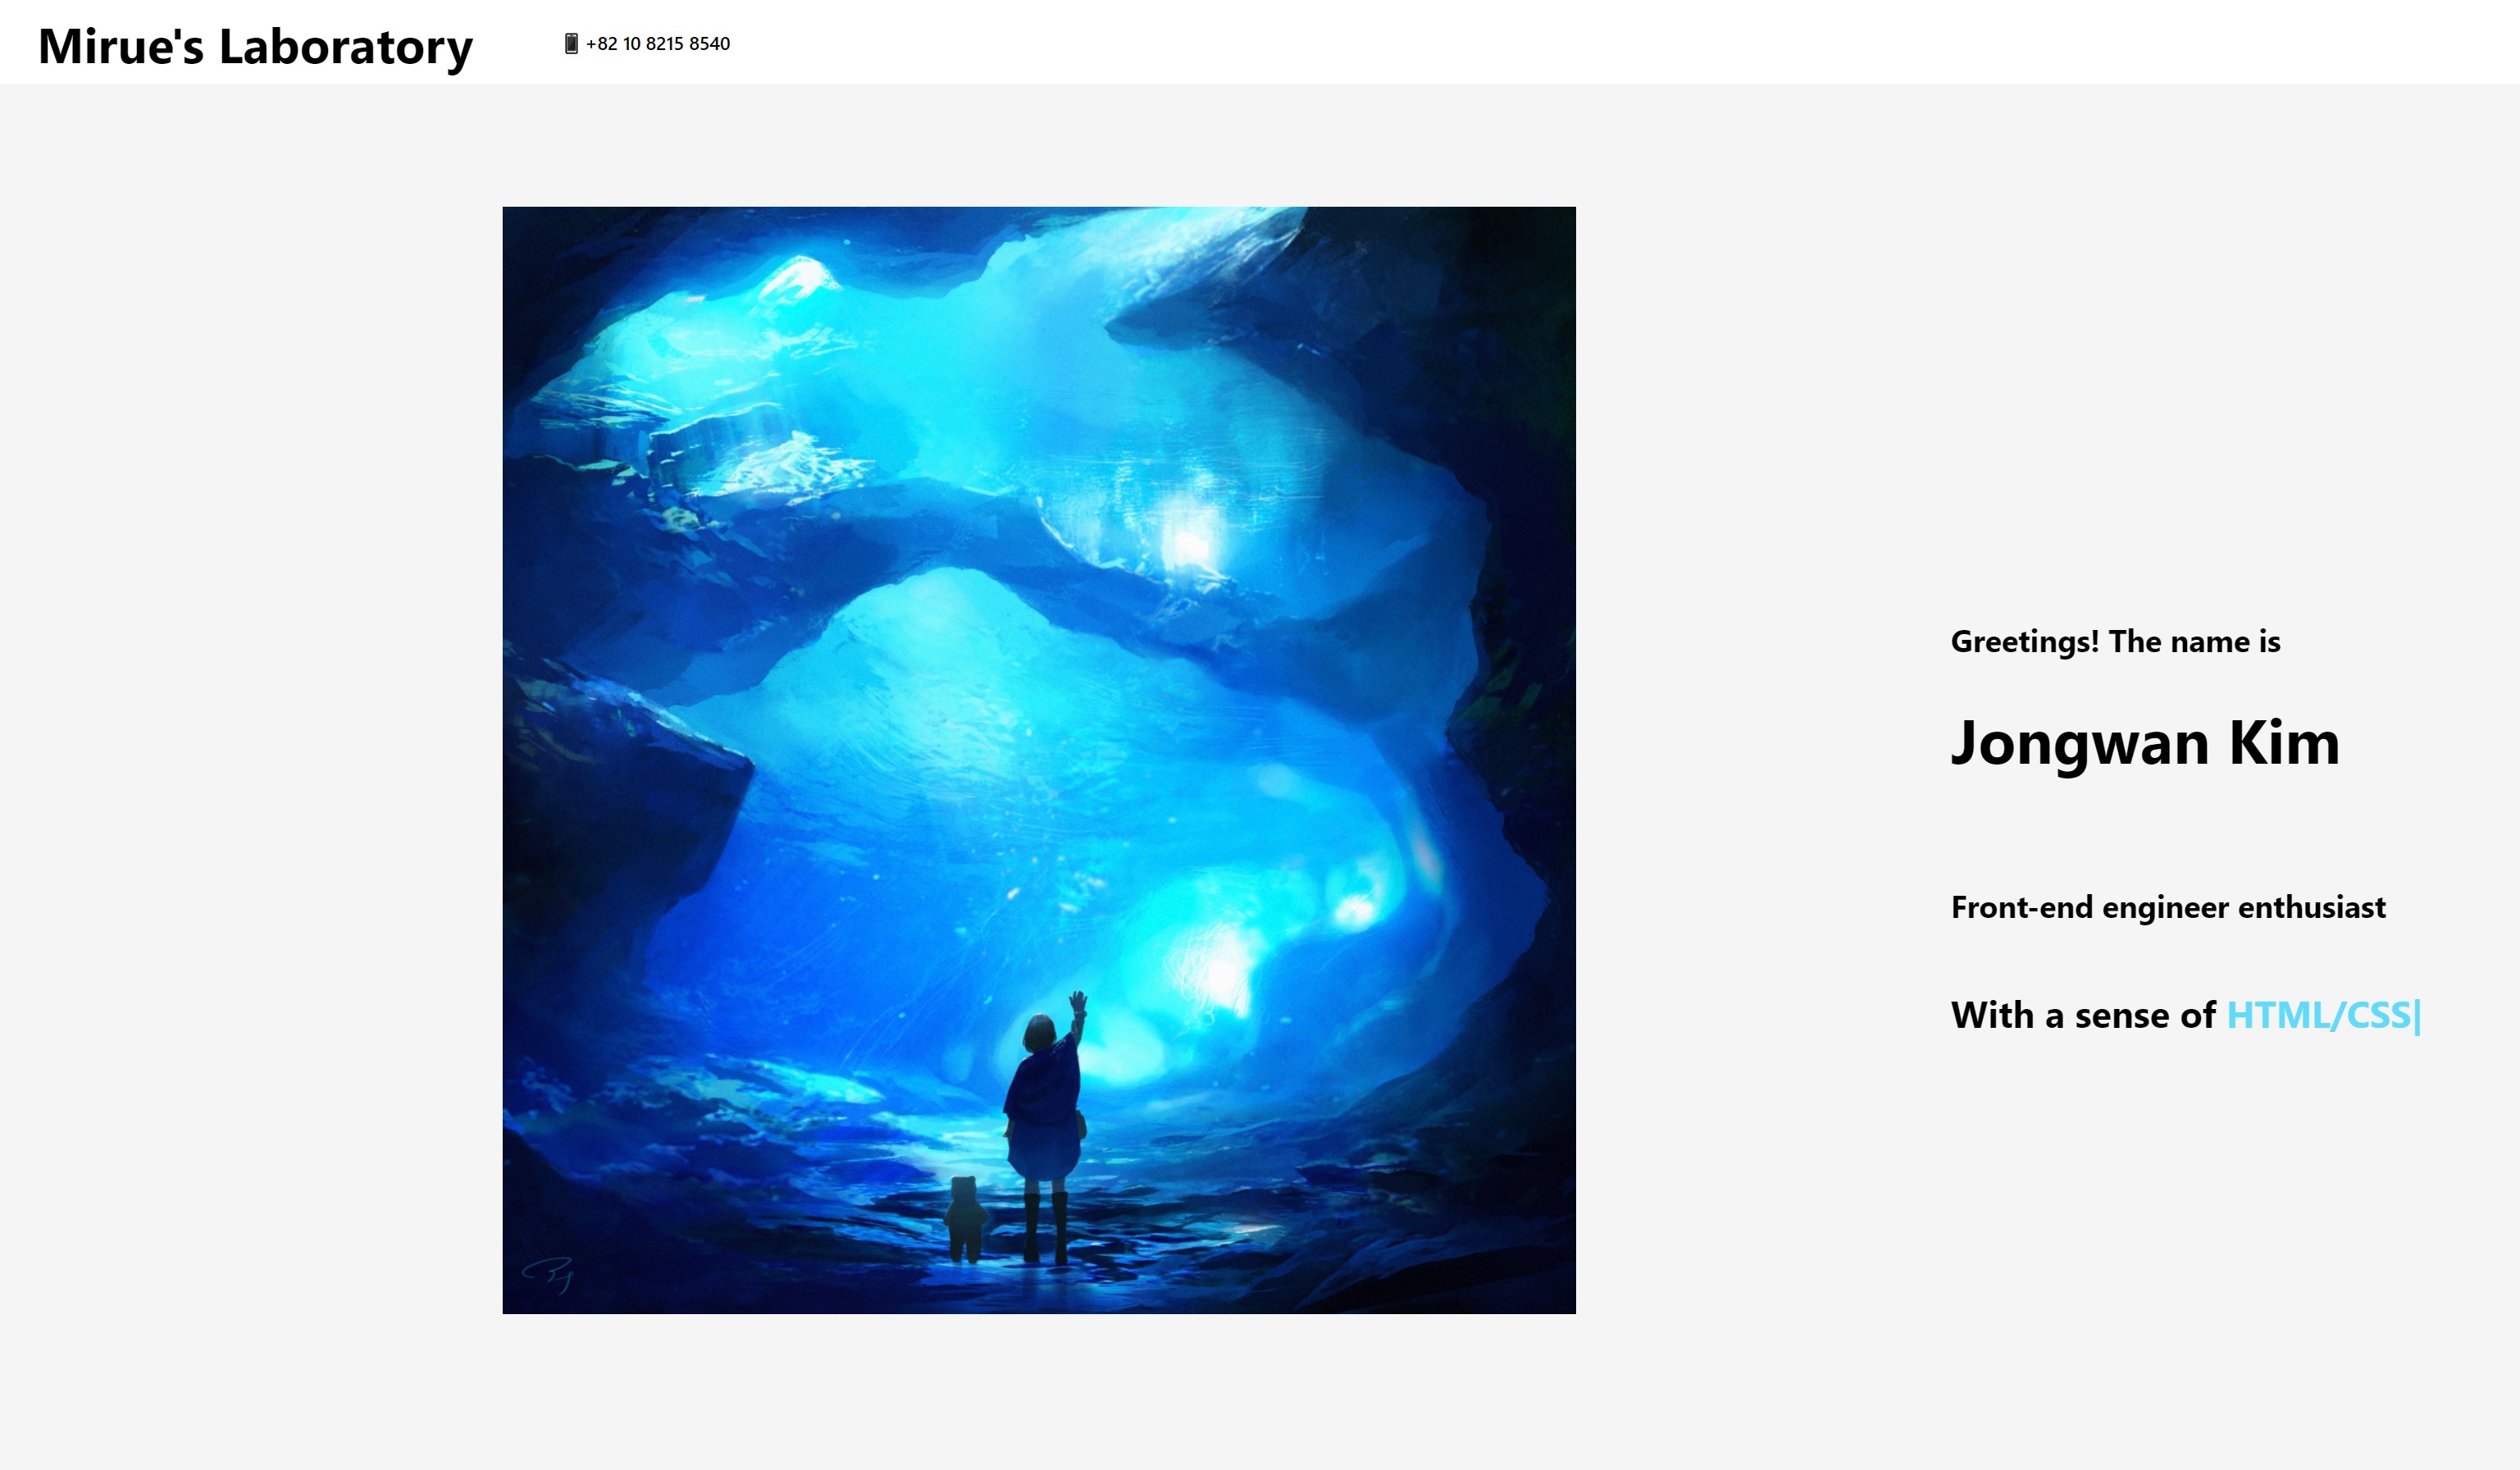 Mirue's Laboratory
+82 10 8215 8540
Greetings! The name is
Jongwan Kim
Front-end engineer enthusiast
With a sense of HTML/CSS|